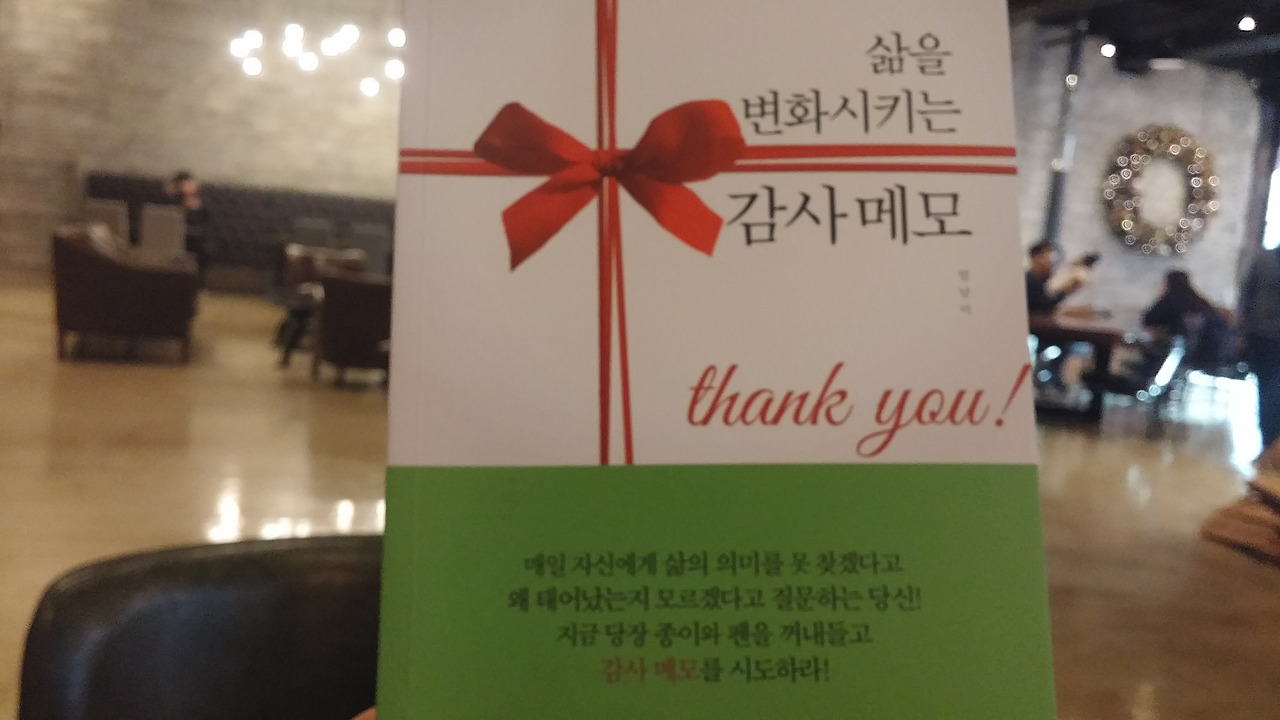 삶을
변화시키는
감사 메모
thank you!
매일 자신에게 삶의 의미를 못 찾겠다고
왜 태어났는지 모르겠다고 질문하는 당신!
지금 당장 종이와 펜을 꺼내들고
감사 메모를 시도하라!